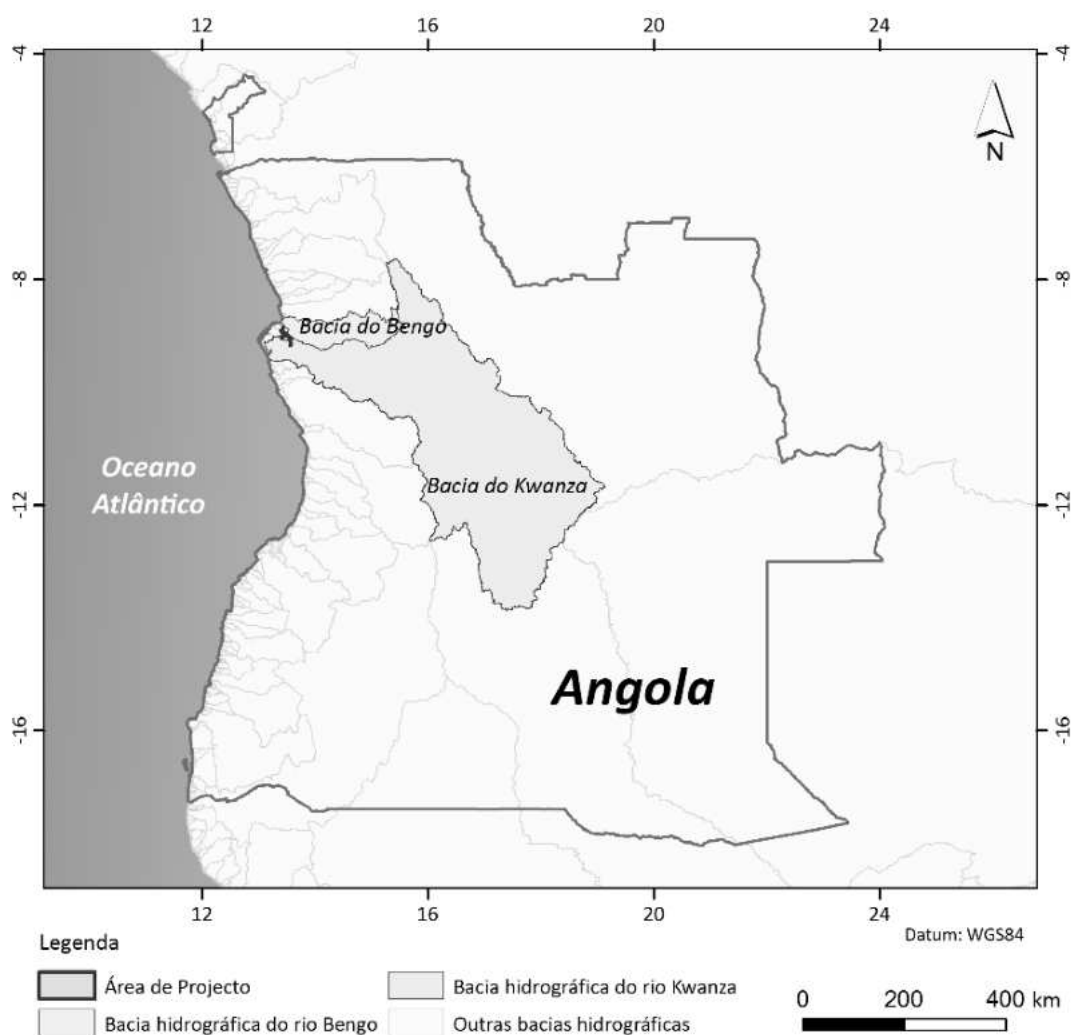 12 16 20 24
-4 -4
N
-8 -8
Bacia do Bengo
Oceano
Atlântico
Bacia do Kwanza
-12 -12
Angola
-16 -16
12 16 20 24
Datum: WGS84
Legenda
Área de Projecto
Bacia hidrográfica do rio Kwanza
Bacia hidrográfica do rio Bengo
Outras bacias hidrográficas
0 200 400 km